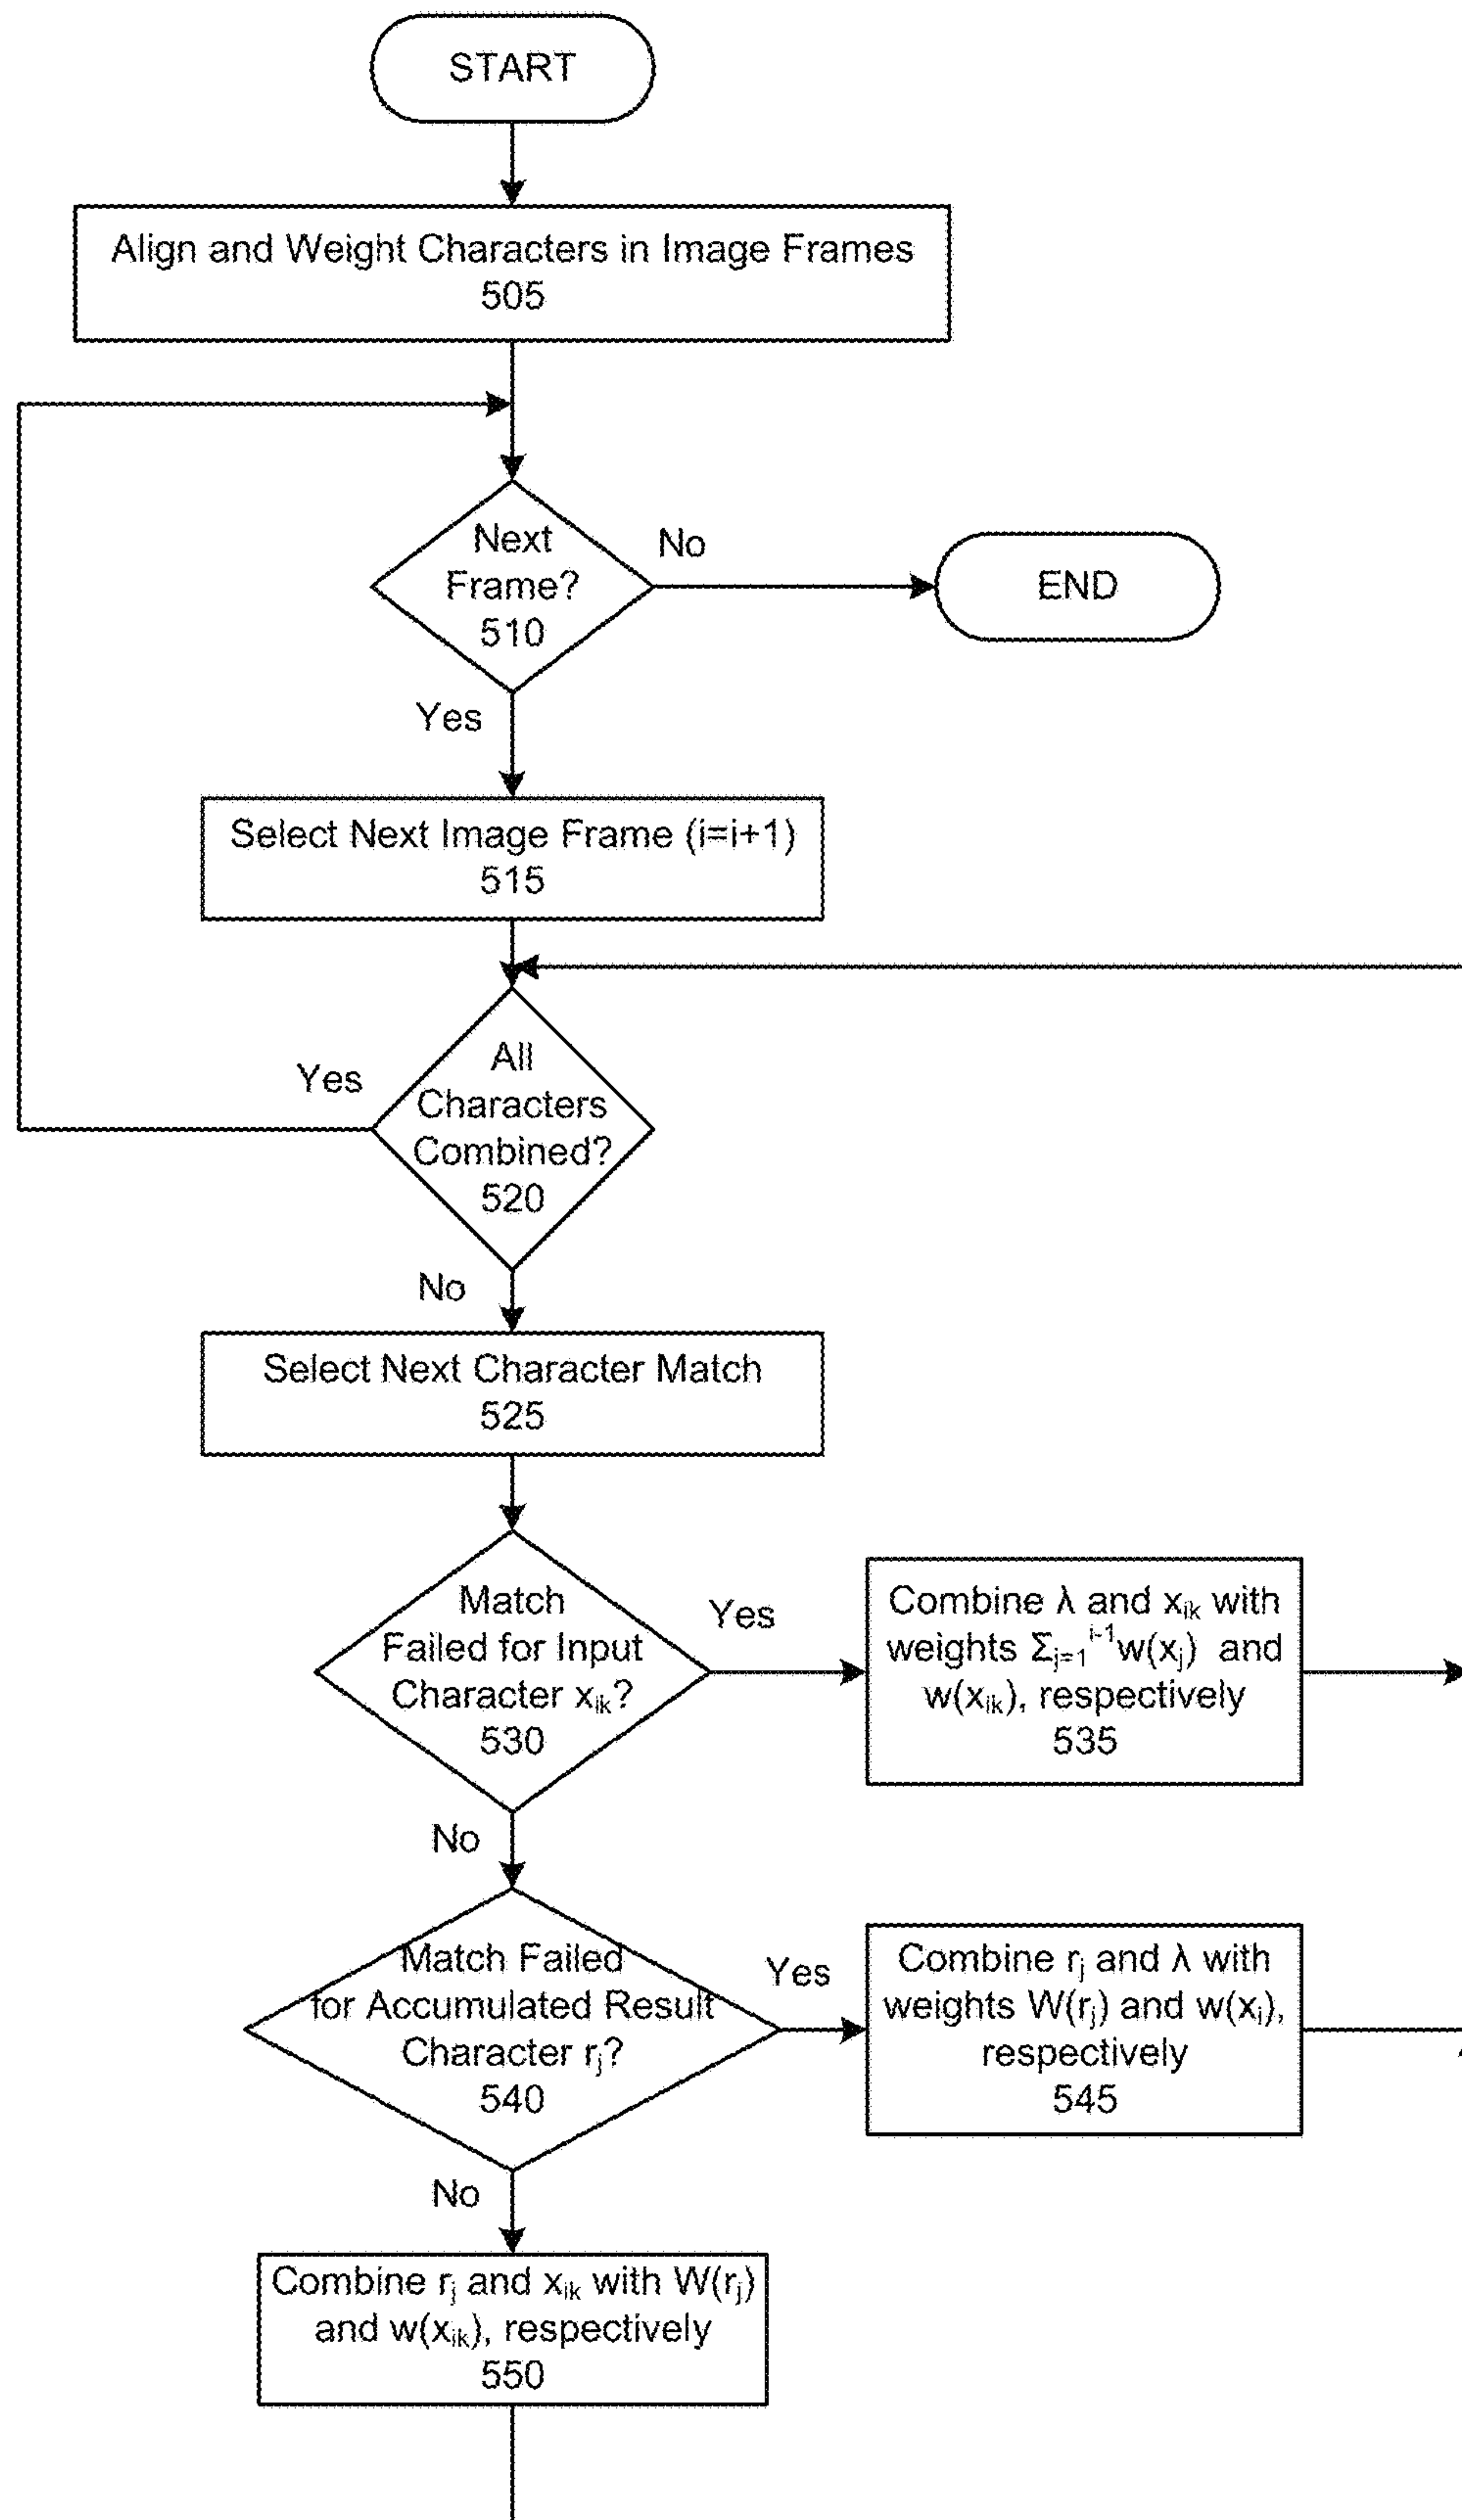 START
Align and Weight Characters in Image Frames
505
Next
Frame?
510
No
END
Yes
Select Next Image Frame (i=i+1)
515
All
Characters
Combined?
520
Yes
No
Select Next Character Match
525
Match
Failed for Input
Character xᵢₖ?
530
Yes
Combine λ and xᵢₖ with
weights Σⱼ₌₁ⁱ⁻¹w(xⱼ) and
w(xᵢₖ), respectively
535
No
Match Failed
for Accumulated Result
Character rⱼ?
540
Yes
Combine rⱼ and λ with
weights W(rⱼ) and w(xᵢ),
respectively
545
No
Combine rⱼ and xᵢₖ with W(rⱼ)
and w(xᵢₖ), respectively
550